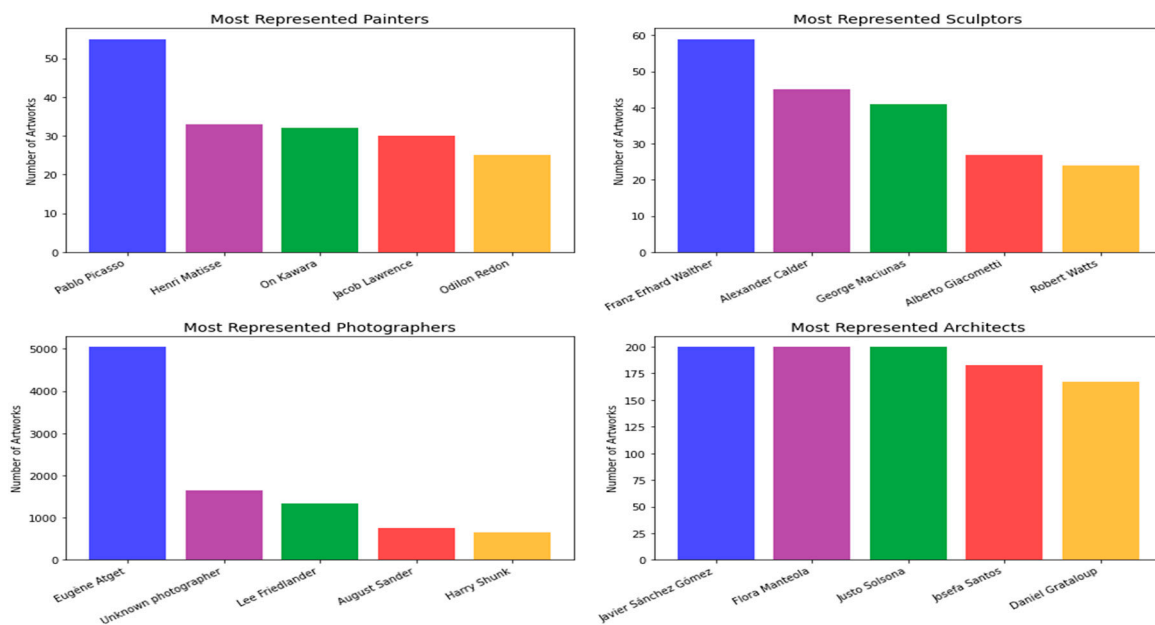 Most Represented Painters
Number of Artworks
50
40
30
20
10
0
Pablo Picasso
Henri Matisse
On Kawara
Jacob Lawrence
Odilon Redon
Most Represented Sculptors
Number of Artworks
60
50
40
30
20
10
0
Franz Erhard Walther
Alexander Calder
George Maciunas
Alberto Giacometti
Robert Watts
Most Represented Photographers
Number of Artworks
5000
4000
3000
2000
1000
0
Eugène Atget
Unknown photographer
Lee Friedlander
August Sander
Harry Shunk
Most Represented Architects
Number of Artworks
200
175
150
125
100
75
50
25
0
Javier Sánchez Gómez
Flora Manteola
Justo Solsona
Josefa Santos
Daniel Grataloup